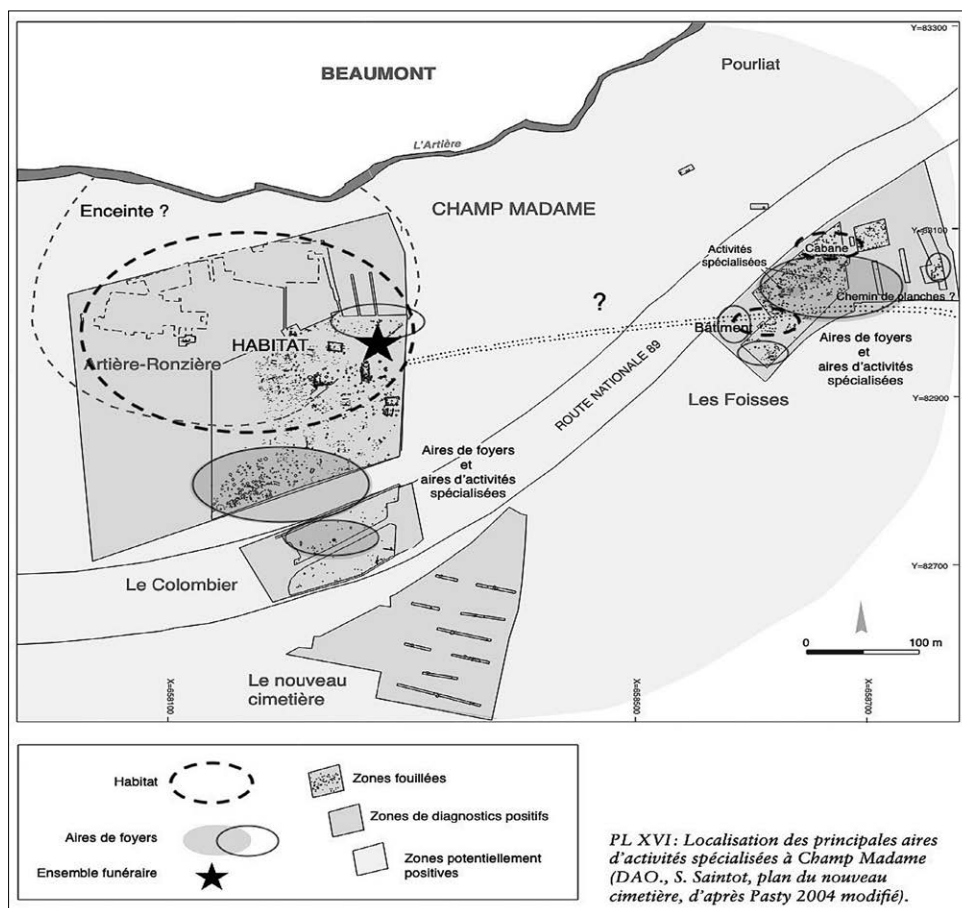 Y=83300
BEAUMONT
Pourliat
L'Artière
Enceinte ?
CHAMP MADAME
Y=83100
Cabane
Activités
spécialisées
Chemin de planches ?
?
Bâtiment
HABITAT
Artière-Ronzière
Aires de foyers
et
aires d'activités
spécialisées
ROUTE NATIONALE 89
Les Foisses
Y=82900
Aires de foyers
et
aires d'activités
spécialisées
Le Colombier
Y=82700
0 100 m
Le nouveau
cimetière
X=658100
X=658500
X=658700
Habitat
Aires de foyers
Ensemble funéraire
Zones fouillées
Zones de diagnostics positifs
Zones potentiellement
positives
PL XVI: Localisation des principales aires
d'activités spécialisées à Champ Madame
(DAO., S. Saintot, plan du nouveau
cimetière, d'après Pasty 2004 modifié).